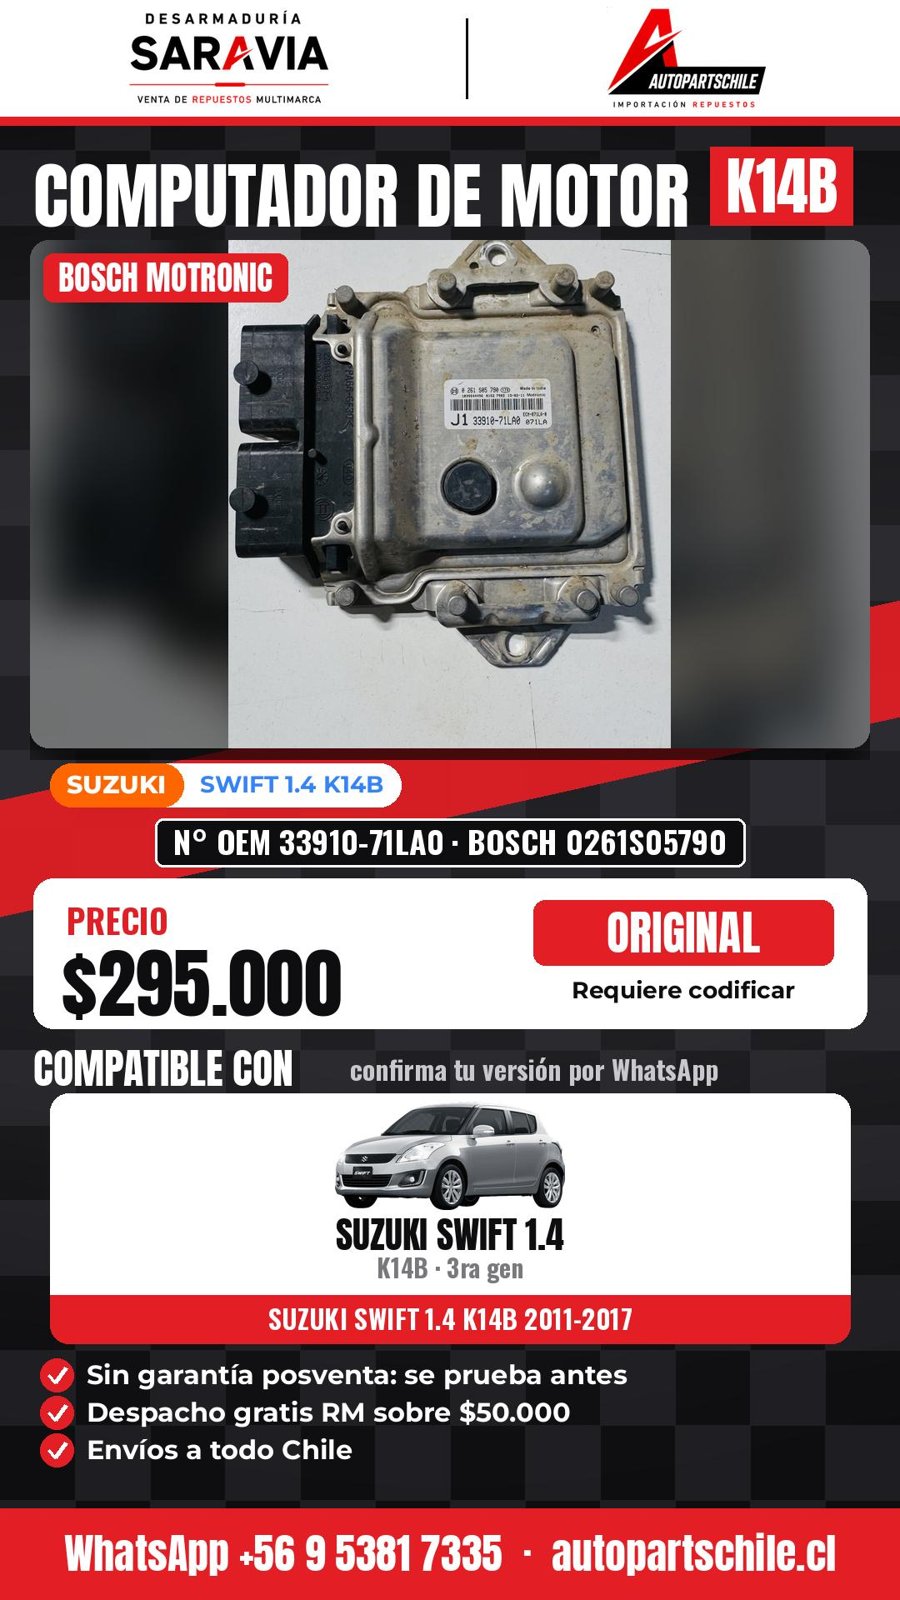 DESARMADURÍA
SARAVIA
VENTA DE REPUESTOS MULTIMARCA
AUTOPARTSCHILE
IMPORTACIÓN REPUESTOS
COMPUTADOR DE MOTOR K14B
BOSCH MOTRONIC
0 261 S05 790
Made in India
J1 33910-71LA0 071LA
SUZUKI SWIFT 1.4 K14B
N° OEM 33910-71LA0 · BOSCH 0261S05790
PRECIO
$295.000
ORIGINAL
Requiere codificar
COMPATIBLE CON confirma tu versión por WhatsApp
SWIFT
SUZUKI SWIFT 1.4
K14B · 3ra gen
SUZUKI SWIFT 1.4 K14B 2011-2017
Sin garantía posventa: se prueba antes
Despacho gratis RM sobre $50.000
Envíos a todo Chile
WhatsApp +56 9 5381 7335 · autopartschile.cl